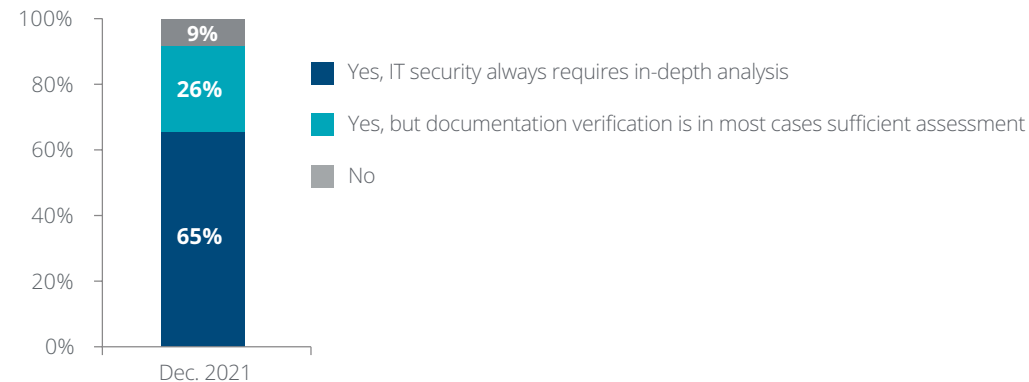 100%
9%
Yes, IT security always requires in-depth analysis
80%
26%
Yes, but documentation verification is in most cases sufficient assessment
60%
No
40%
65%
20%
0%
Dec. 2021